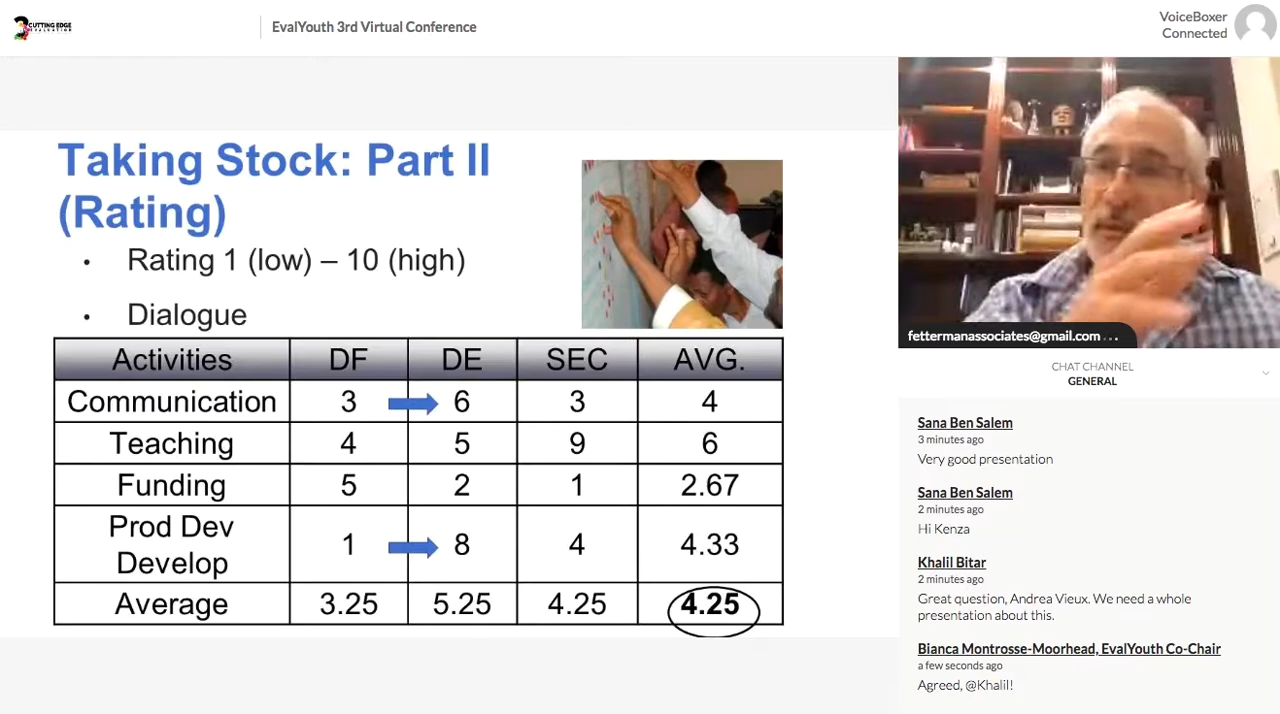 CUTTING EDGE
EvalYouth 3rd Virtual Conference
VoiceBoxer
Connected
Taking Stock: Part II
(Rating)
• Rating 1 (low) – 10 (high)
• Dialogue
Activities DF DE SEC AVG.
Communication 3 6 3 4
Teaching 4 5 9 6
Funding 5 2 1 2.67
Prod Dev
Develop 1 8 4 4.33
Average 3.25 5.25 4.25 4.25
fettermanassociates@gmail.com ...
CHAT CHANNEL
GENERAL
Sana Ben Salem
3 minutes ago
Very good presentation
Sana Ben Salem
2 minutes ago
Hi Kenza
Khalil Bitar
2 minutes ago
Great question, Andrea Vieux. We need a whole
presentation about this.
Bianca Montrosse-Moorhead, EvalYouth Co-Chair
a few seconds ago
Agreed, @Khalil!